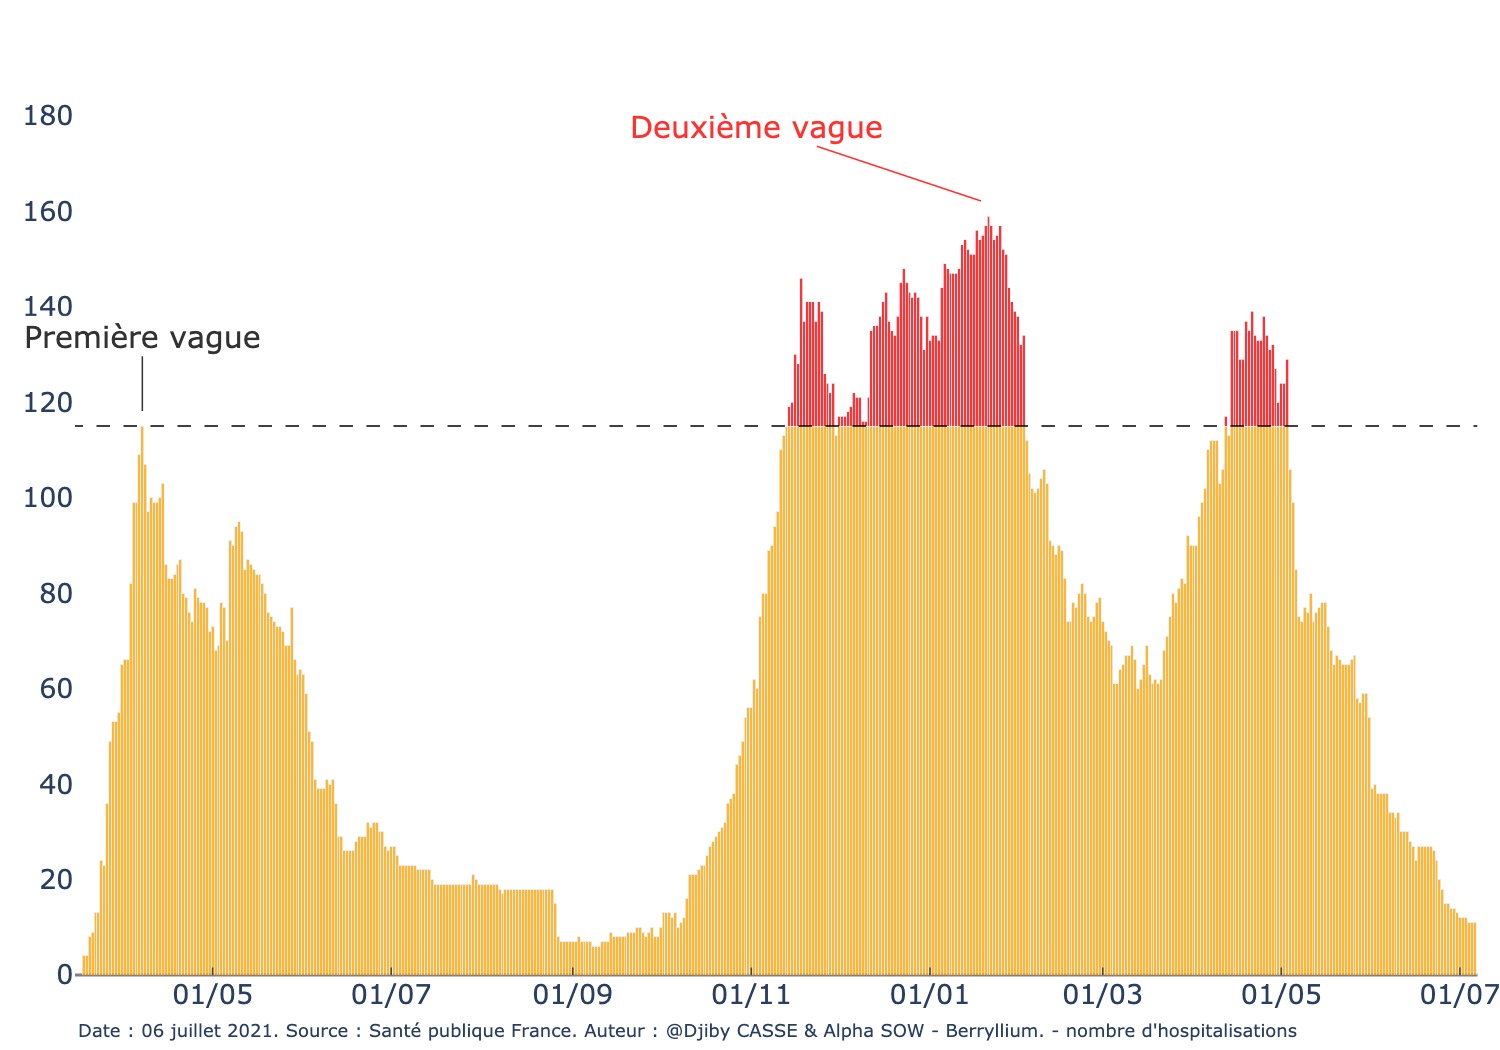 180
Deuxième vague
160
140
Première vague
120
100
80
60
40
20
0
01/05 01/07 01/09 01/11 01/01 01/03 01/05 01/07
Date : 06 juillet 2021. Source : Santé publique France. Auteur : @Djiby CASSE & Alpha SOW - Berryllium. - nombre d'hospitalisations